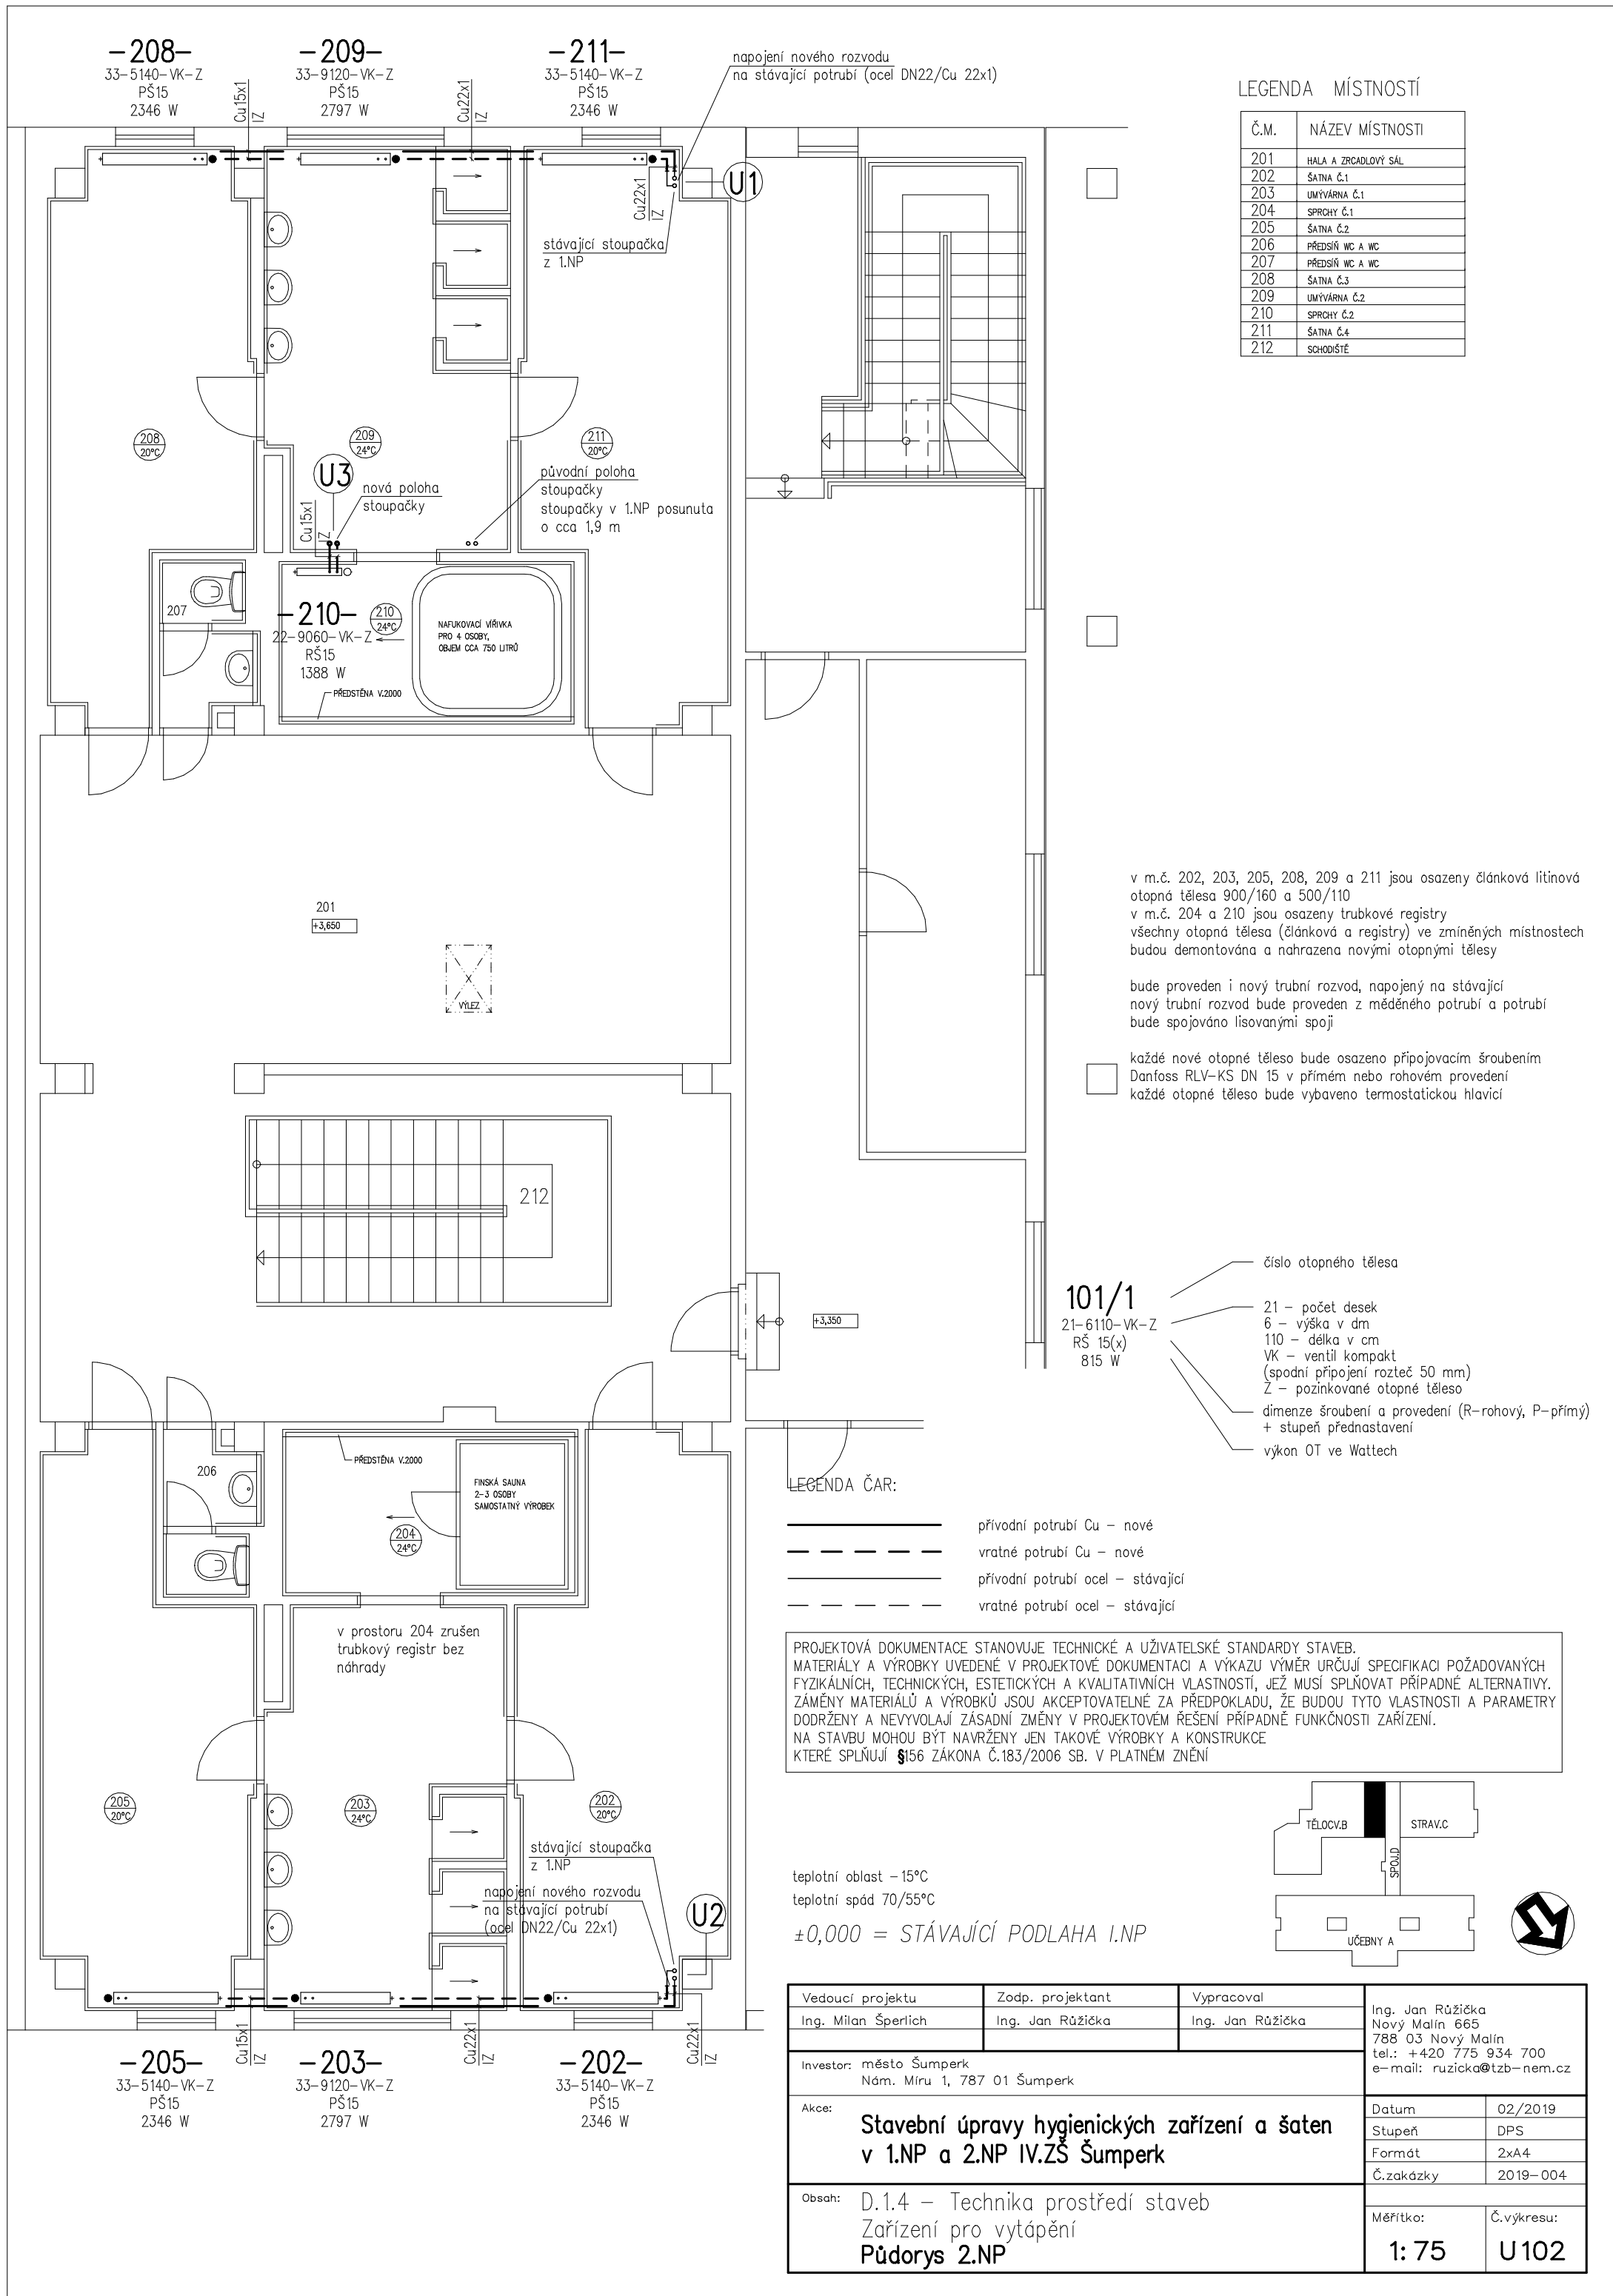 -208-
33-5140-VK-Z
PŠ15
2346 W
Cu15x1
IZ
-209-
33-9120-VK-Z
PŠ15
2797 W
Cu22x1
IZ
-211-
33-5140-VK-Z
PŠ15
2346 W
napojení nového rozvodu
na stávající potrubí (ocel DN22/Cu 22x1)
LEGENDA MÍSTNOSTÍ
Č.M. NÁZEV MÍSTNOSTI
201 HALA A ZRCADLOVÝ SÁL
202 ŠATNA Č.1
203 UMÝVÁRNA Č.1
204 SPRCHY Č.1
205 ŠATNA Č.2
206 PŘEDSÍŇ WC A WC
207 PŘEDSÍŇ WC A WC
208 ŠATNA Č.3
209 UMÝVÁRNA Č.2
210 SPRCHY Č.2
211 ŠATNA Č.4
212 SCHODIŠTĚ
U1
Cu22x1
IZ
stávající stoupačka
z 1.NP
208
20°C
209
24°C
211
20°C
U3
nová poloha
stoupačky
Cu15x1
IZ
původní poloha
stoupačky
stoupačky v 1.NP posunuta
o cca 1,9 m
207
-210-
22-9060-VK-Z
RŠ15
1388 W
210
24°C
NAFUKOVACÍ VÍŘIVKA
PRO 4 OSOBY,
OBJEM CCA 750 LITRŮ
PŘEDSTĚNA V.2000
201
+3,650
VÝLEZ
v m.č. 202, 203, 205, 208, 209 a 211 jsou osazeny článková litinová
otopná tělesa 900/160 a 500/110
v m.č. 204 a 210 jsou osazeny trubkové registry
všechny otopná tělesa (článková a registry) ve zmíněných místnostech
budou demontována a nahrazena novými otopnými tělesy
bude proveden i nový trubní rozvod, napojený na stávající
nový trubní rozvod bude proveden z měděného potrubí a potrubí
bude spojováno lisovanými spoji
každé nové otopné těleso bude osazeno připojovacím šroubením
Danfoss RLV-KS DN 15 v přímém nebo rohovém provedení
každé otopné těleso bude vybaveno termostatickou hlavicí
212
+3,350
101/1
21-6110-VK-Z
RŠ 15(x)
815 W
číslo otopného tělesa
21 - počet desek
6 - výška v dm
110 - délka v cm
VK - ventil kompakt
(spodní připojení rozteč 50 mm)
Z - pozinkované otopné těleso
dimenze šroubení a provedení (R-rohový, P-přímý)
+ stupeň přednastavení
výkon OT ve Wattech
206
PŘEDSTĚNA V.2000
FINSKÁ SAUNA
2-3 OSOBY
SAMOSTATNÝ VÝROBEK
204
24°C
v prostoru 204 zrušen
trubkový registr bez
náhrady
LEGENDA ČAR:
přívodní potrubí Cu - nové
vratné potrubí Cu - nové
přívodní potrubí ocel - stávající
vratné potrubí ocel - stávající
PROJEKTOVÁ DOKUMENTACE STANOVUJE TECHNICKÉ A UŽIVATELSKÉ STANDARDY STAVEB.
MATERIÁLY A VÝROBKY UVEDENÉ V PROJEKTOVÉ DOKUMENTACI A VÝKAZU VÝMĚR URČUJÍ SPECIFIKACI POŽADOVANÝCH
FYZIKÁLNÍCH, TECHNICKÝCH, ESTETICKÝCH A KVALITATIVNÍCH VLASTNOSTÍ, JEŽ MUSÍ SPLŇOVAT PŘÍPADNÉ ALTERNATIVY.
ZÁMĚNY MATERIÁLŮ A VÝROBKŮ JSOU AKCEPTOVATELNÉ ZA PŘEDPOKLADU, ŽE BUDOU TYTO VLASTNOSTI A PARAMETRY
DODRŽENY A NEVYVOLAJÍ ZÁSADNÍ ZMĚNY V PROJEKTOVÉM ŘEŠENÍ PŘÍPADNĚ FUNKČNOSTI ZAŘÍZENÍ.
NA STAVBU MOHOU BÝT NAVRŽENY JEN TAKOVÉ VÝROBKY A KONSTRUKCE
KTERÉ SPLŇUJÍ §156 ZÁKONA Č.183/2006 SB. V PLATNÉM ZNĚNÍ
205
20°C
203
24°C
202
20°C
stávající stoupačka
z 1.NP
napojení nového rozvodu
na stávající potrubí
(ocel DN22/Cu 22x1)
U2
teplotní oblast -15°C
teplotní spád 70/55°C
±0,000 = STÁVAJÍCÍ PODLAHA I.NP
TĚLOCV.B
STRAV.C
SPOJ.D
UČEBNY A
Cu15x1
IZ
Cu22x1
IZ
Cu22x1
IZ
-205-
33-5140-VK-Z
PŠ15
2346 W
-203-
33-9120-VK-Z
PŠ15
2797 W
-202-
33-5140-VK-Z
PŠ15
2346 W
Vedoucí projektu Zodp. projektant Vypracoval
Ing. Milan Šperlich Ing. Jan Růžička Ing. Jan Růžička
Ing. Jan Růžička
Nový Malín 665
788 03 Nový Malín
tel.: +420 775 934 700
e-mail: ruzicka@tzb-nem.cz
Investor: město Šumperk
Nám. Míru 1, 787 01 Šumperk
Akce: Stavební úpravy hygienických zařízení a šaten
v 1.NP a 2.NP IV.ZŠ Šumperk
Datum 02/2019
Stupeň DPS
Formát 2xA4
Č.zakázky 2019-004
Obsah: D.1.4 - Technika prostředí staveb
Zařízení pro vytápění
Půdorys 2.NP
Měřítko: Č.výkresu:
1:75 U102